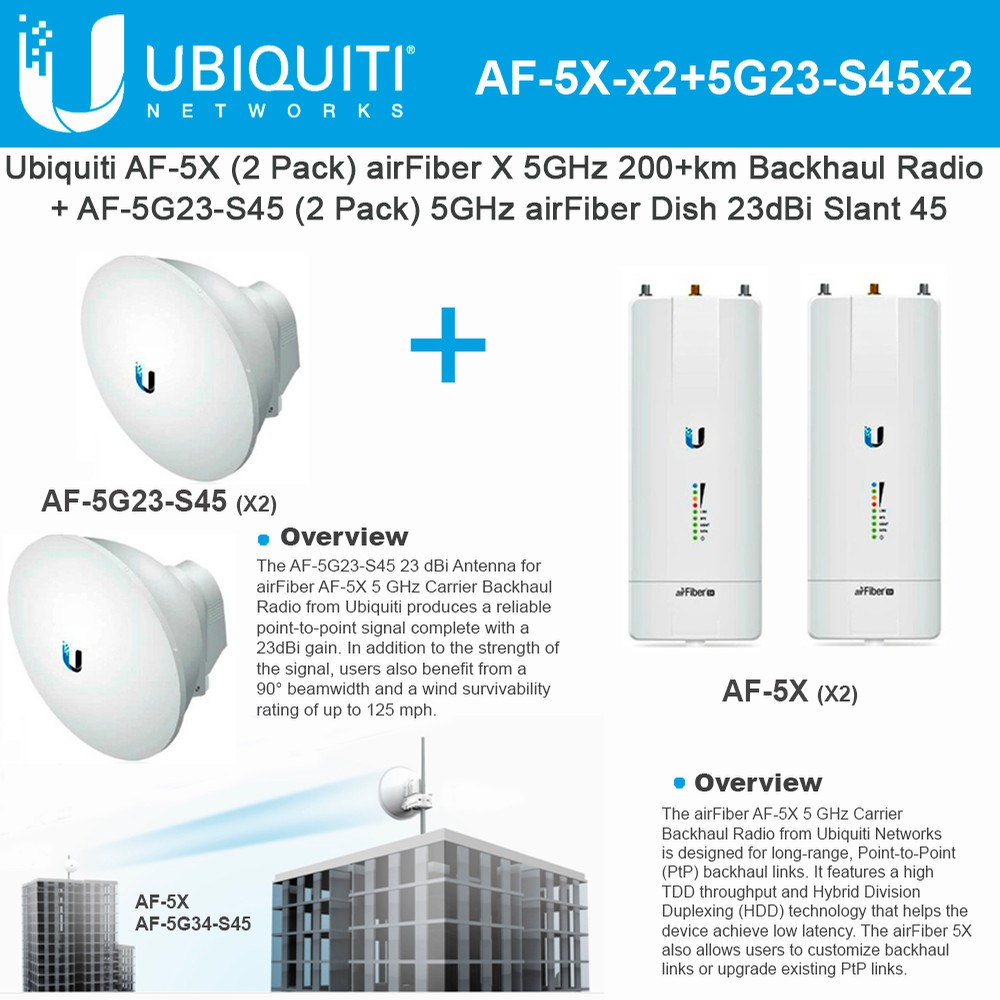 UBIQUITI®
NETWORKS
AF-5X-x2+5G23-S45x2
Ubiquiti AF-5X (2 Pack) airFiber X 5GHz 200+km Backhaul Radio
+ AF-5G23-S45 (2 Pack) 5GHz airFiber Dish 23dBi Slant 45
AF-5G23-S45 (X2)
Overview
The AF-5G23-S45 23 dBi Antenna for
airFiber AF-5X 5 GHz Carrier Backhaul
Radio from Ubiquiti produces a reliable
point-to-point signal complete with a
23dBi gain. In addition to the strength of
the signal, users also benefit from a
90° beamwidth and a wind survivability
rating of up to 125 mph.
airFiber
airFiber
AF-5X (X2)
AF-5X
AF-5G34-S45
Overview
The airFiber AF-5X 5 GHz Carrier
Backhaul Radio from Ubiquiti Networks
is designed for long-range, Point-to-Point
(PtP) backhaul links. It features a high
TDD throughput and Hybrid Division
Duplexing (HDD) technology that helps the
device achieve low latency. The airFiber 5X
also allows users to customize backhaul
links or upgrade existing PtP links.